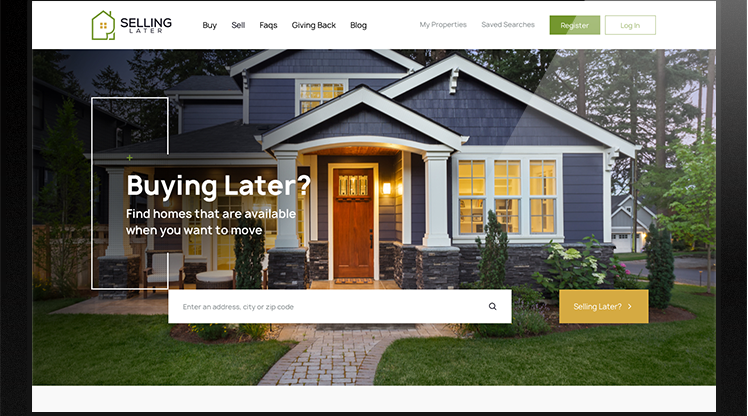 SELLING
LATER
Buy Sell Faqs Giving Back Blog
My Properties Saved Searches Register Log In
Buying Later?
Find homes that are available
when you want to move
Enter an address, city or zip code
Selling Later?